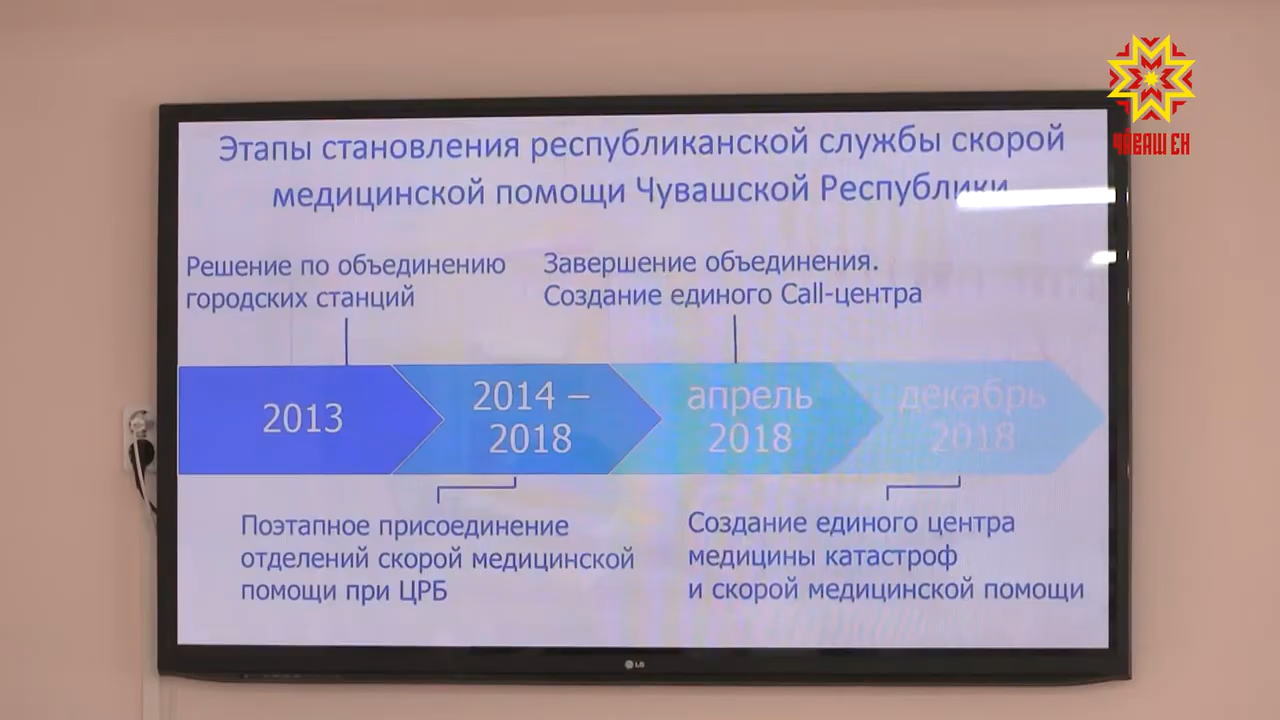 ЧӐВАШ ЕН
Этапы становления республиканской службы скорой
медицинской помощи Чувашской Республики
Решение по объединению
городских станций
Завершение объединения.
Создание единого Call-центра
2013
2014 –
2018
апрель
2018
декабрь
2018
Поэтапное присоединение
отделений скорой медицинской
помощи при ЦРБ
Создание единого центра
медицины катастроф
и скорой медицинской помощи
LG